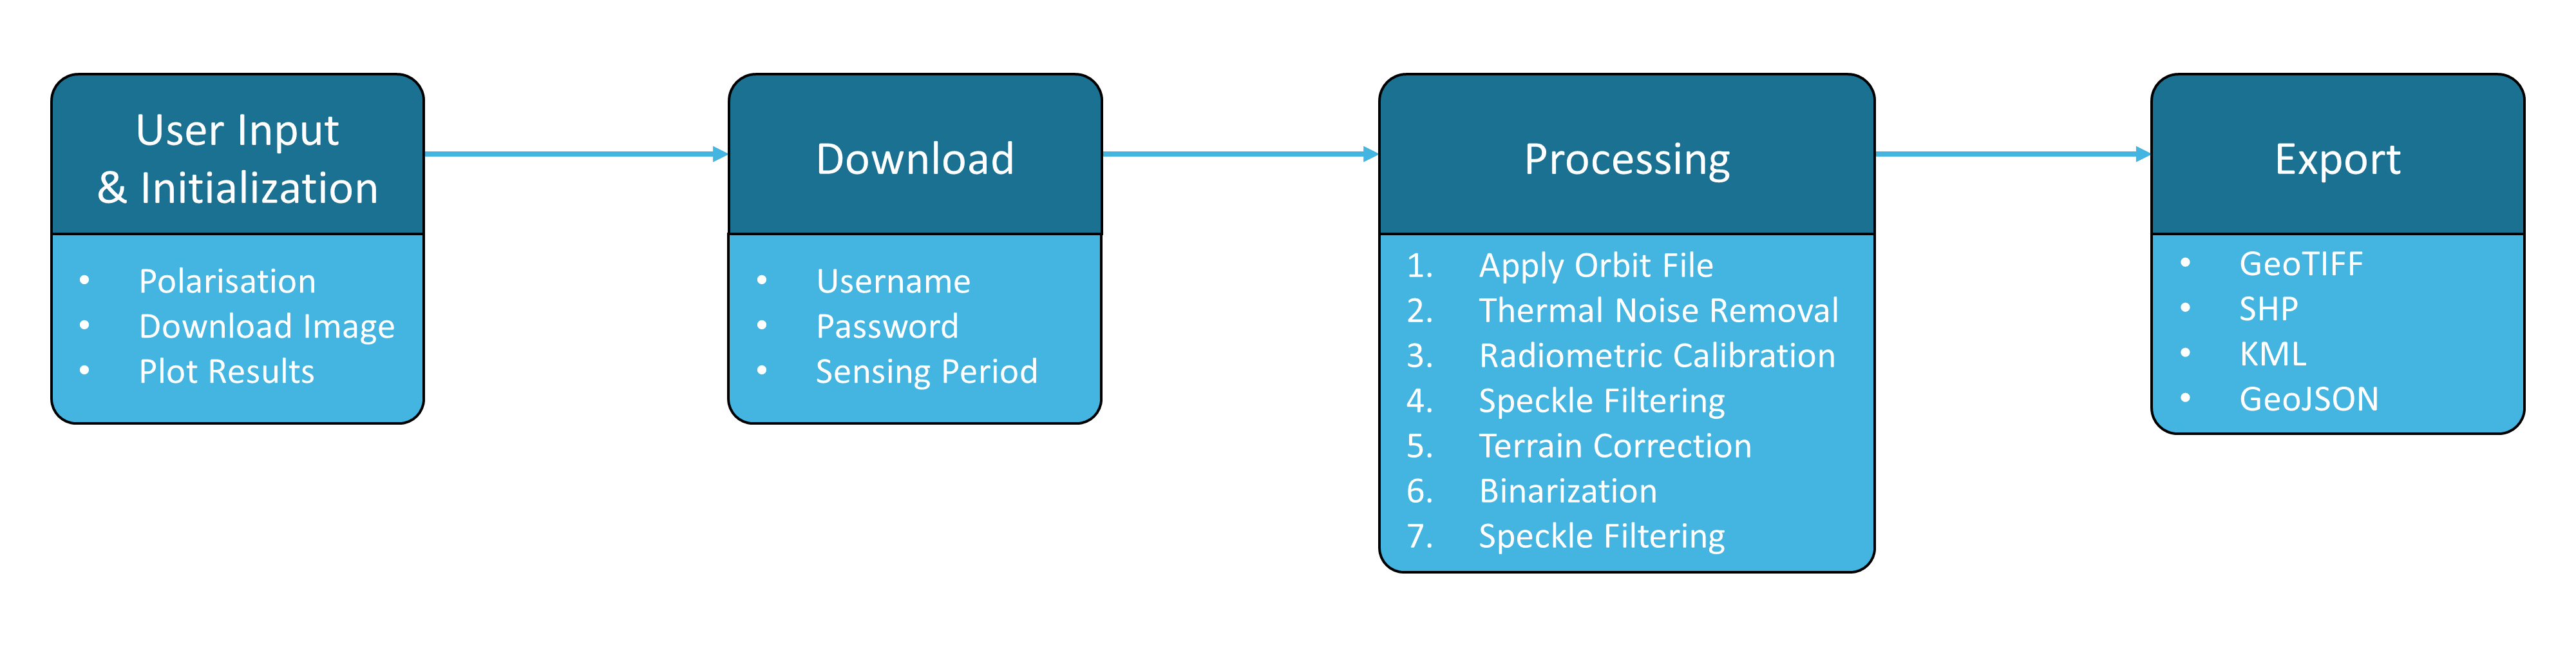 User Input
& Initialization
• Polarisation
• Download Image
• Plot Results
Download
• Username
• Password
• Sensing Period
Processing
1. Apply Orbit File
2. Thermal Noise Removal
3. Radiometric Calibration
4. Speckle Filtering
5. Terrain Correction
6. Binarization
7. Speckle Filtering
Export
• GeoTIFF
• SHP
• KML
• GeoJSON